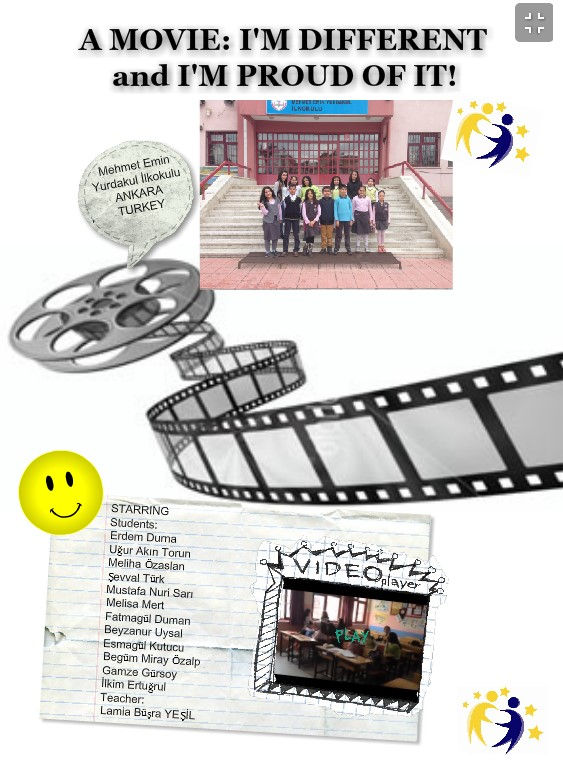 A MOVIE: I'M DIFFERENT
and I'M PROUD OF IT!
İLKOKULU
Mehmet Emin
Yurdakul İlkokulu
ANKARA
TURKEY
STARRING
Students:
Erdem Durna
Uğur Akın Torun
Meliha Özaslan
Şevval Türk
Mustafa Nuri Sarı
Melisa Mert
Fatmagül Duman
Beyzanur Uysal
Esmagül Kutucu
Begüm Miray Özalp
Gamze Gürsoy
İlkim Ertuğrul
Teacher:
Lamia Büşra YEŞİL
VIDEO player
PLAY